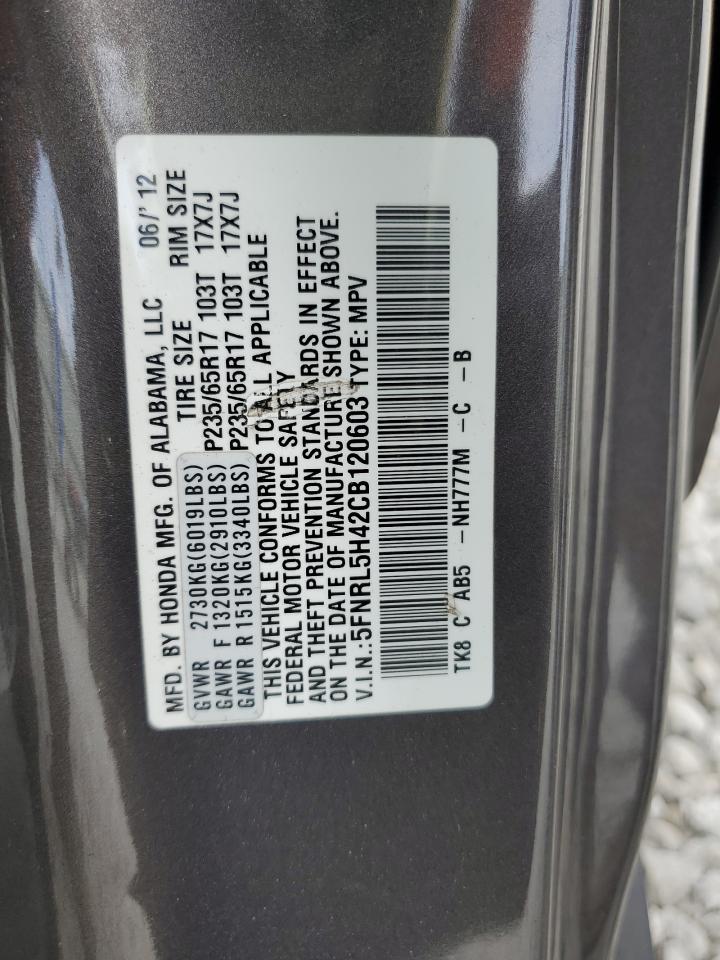 MFD. BY HONDA MFG. OF ALABAMA, LLC 06/'12
TIRE SIZE RIM SIZE
GVWR 2730KG(6019LBS)
GAWR F 1320KG(2910LBS) P235/65R17 103T 17X7J
GAWR R 1515KG(3340LBS) P235/65R17 103T 17X7J
THIS VEHICLE CONFORMS TO ALL APPLICABLE
FEDERAL MOTOR VEHICLE SAFETY
AND THEFT PREVENTION STANDARDS IN EFFECT
ON THE DATE OF MANUFACTURE SHOWN ABOVE.
V.I.N.:5FNRL5H42CB120603 TYPE: MPV
TK8 C AB5 -NH777M -C -B